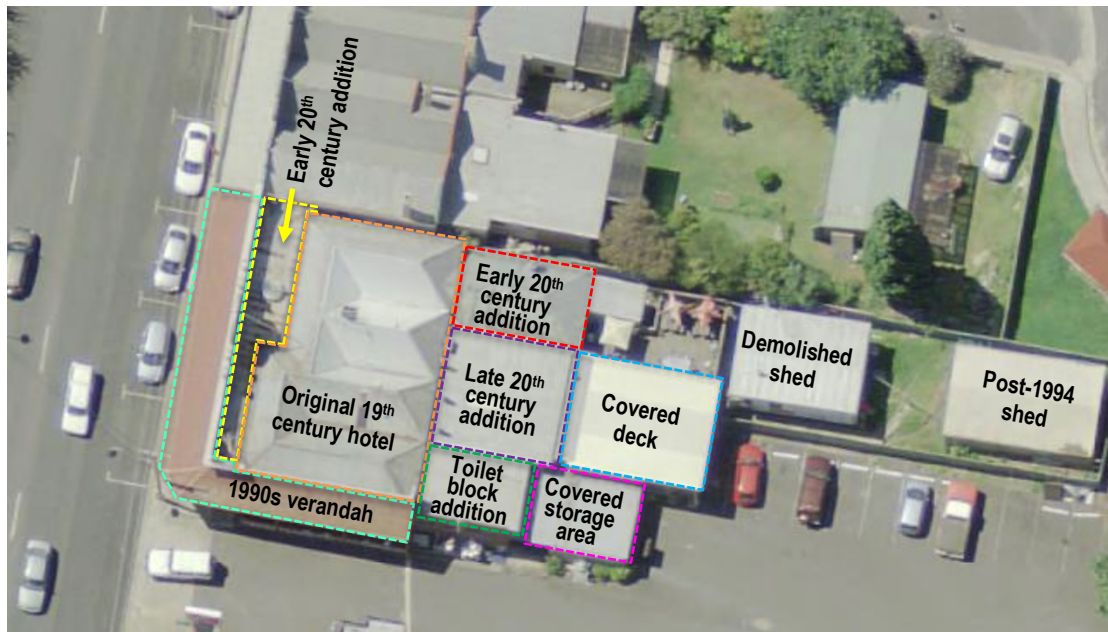 Early 20th
century addition
Early 20th
century
addition
Demolished
shed
Post-1994
shed
Late 20th
century
addition
Covered
deck
Original 19th
century hotel
Toilet
block
addition
Covered
storage
area
1990s verandah